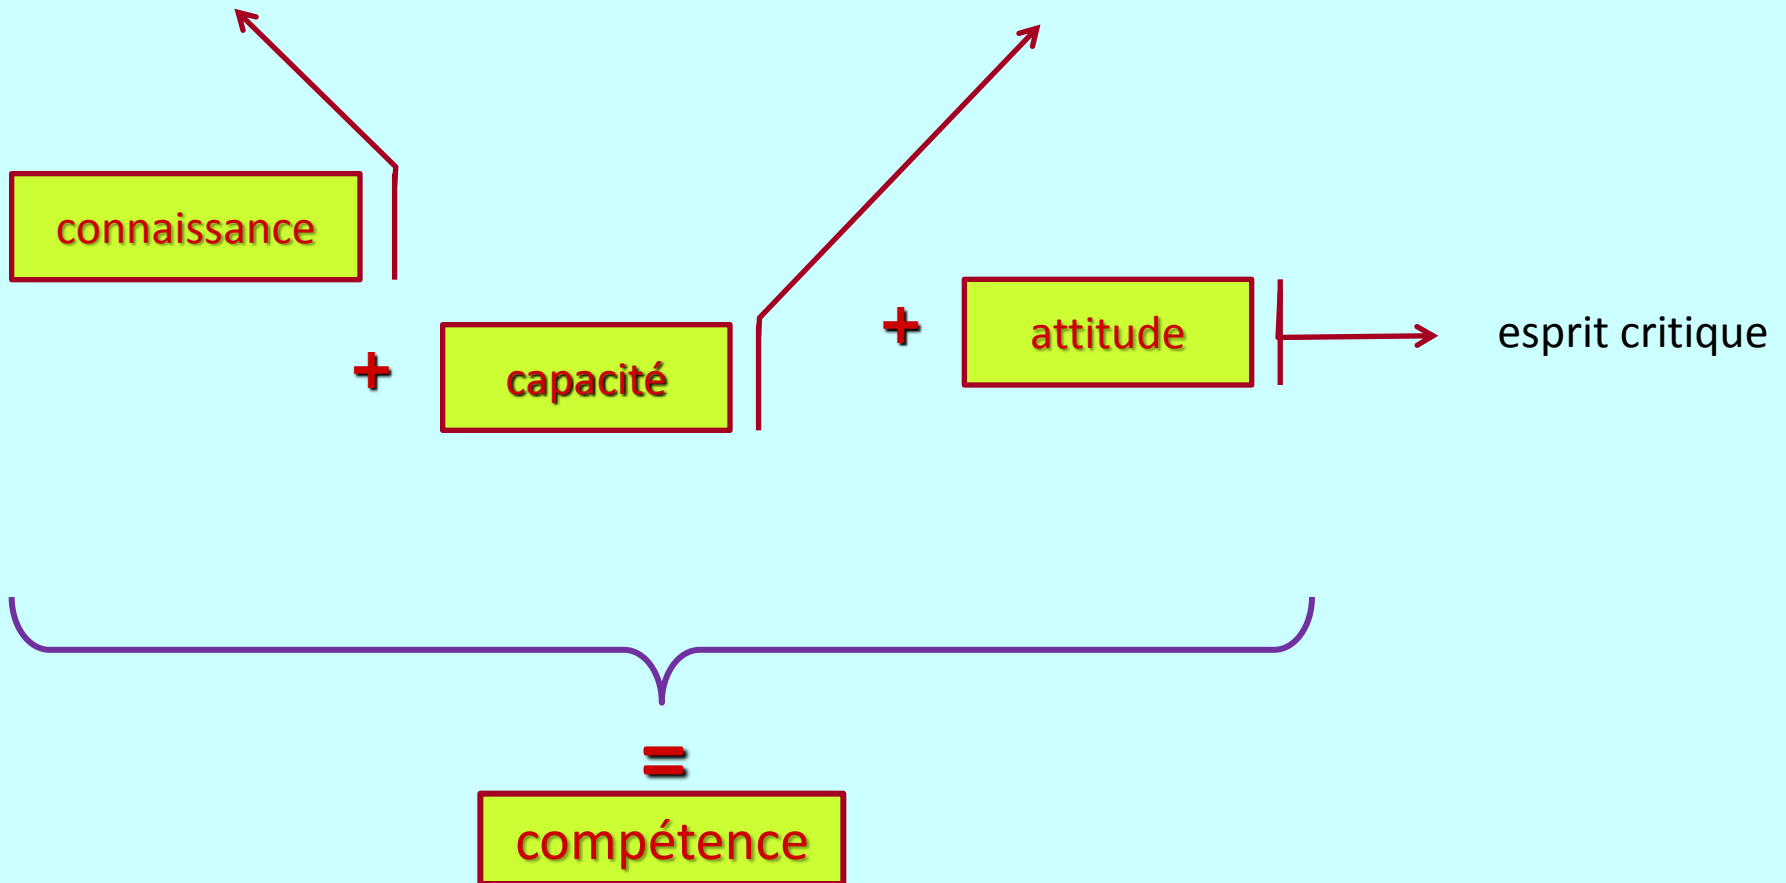 connaissance
+
capacité
+
attitude
esprit critique
=
compétence